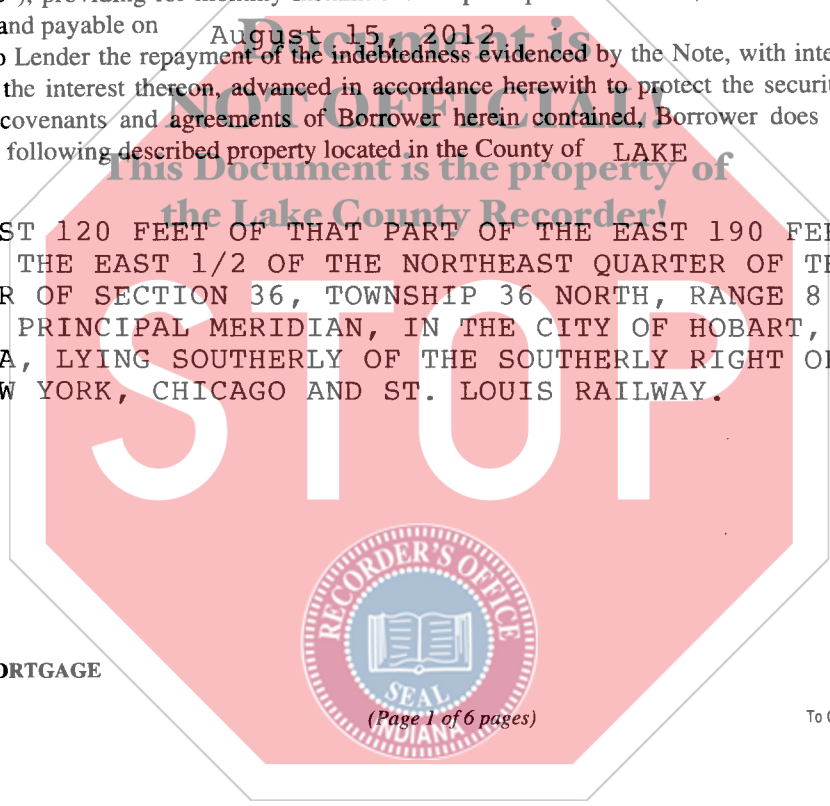 and payable on August 15, 2012
Lender the repayment of the indebtedness evidenced by the Note, with inte
the interest thereon, advanced in accordance herewith to protect the securit
covenants and agreements of Borrower herein contained, Borrower does
following described property located in the County of LAKE
Document is
NOT OFFICIAL!
This Document is the property of
the Lake County Recorder!
ST 120 FEET OF THAT PART OF THE EAST 190 FEE
THE EAST 1/2 OF THE NORTHEAST QUARTER OF TH
R OF SECTION 36, TOWNSHIP 36 NORTH, RANGE 8
PRINCIPAL MERIDIAN, IN THE CITY OF HOBART,
A, LYING SOUTHERLY OF THE SOUTHERLY RIGHT O
W YORK, CHICAGO AND ST. LOUIS RAILWAY.
STOP
RECORDER'S OFFICE
SEAL
INDIANA
ORTGAGE
(Page 1 of 6 pages)
To